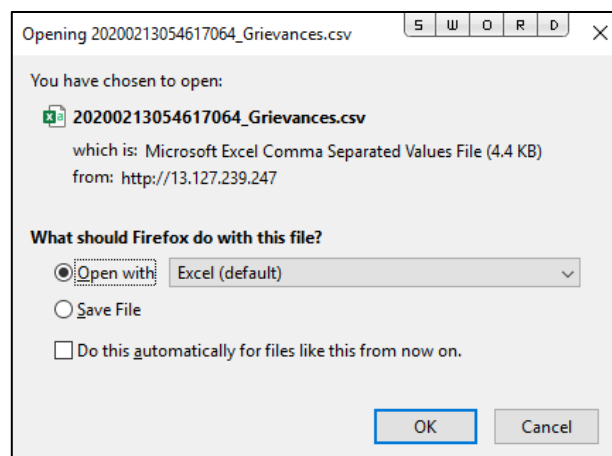 Opening 20200213054617064_Grievances.csv
S W O R D
You have chosen to open:
20200213054617064_Grievances.csv
which is: Microsoft Excel Comma Separated Values File (4.4 KB)
from: http://13.127.239.247
What should Firefox do with this file?
Open with Excel (default)
Save File
Do this automatically for files like this from now on.
OK Cancel